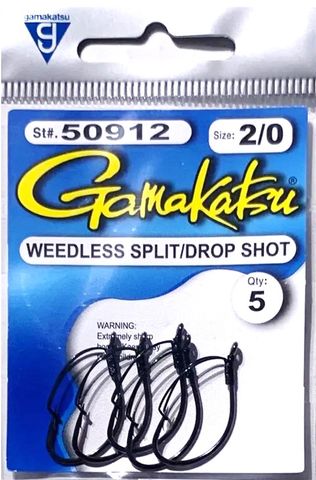 gamakatsu
g
St#. 50912 Size: 2/0
Gamakatsu®
WEEDLESS SPLIT/DROP SHOT
Qty:
5
WARNING:
Extremely sharp